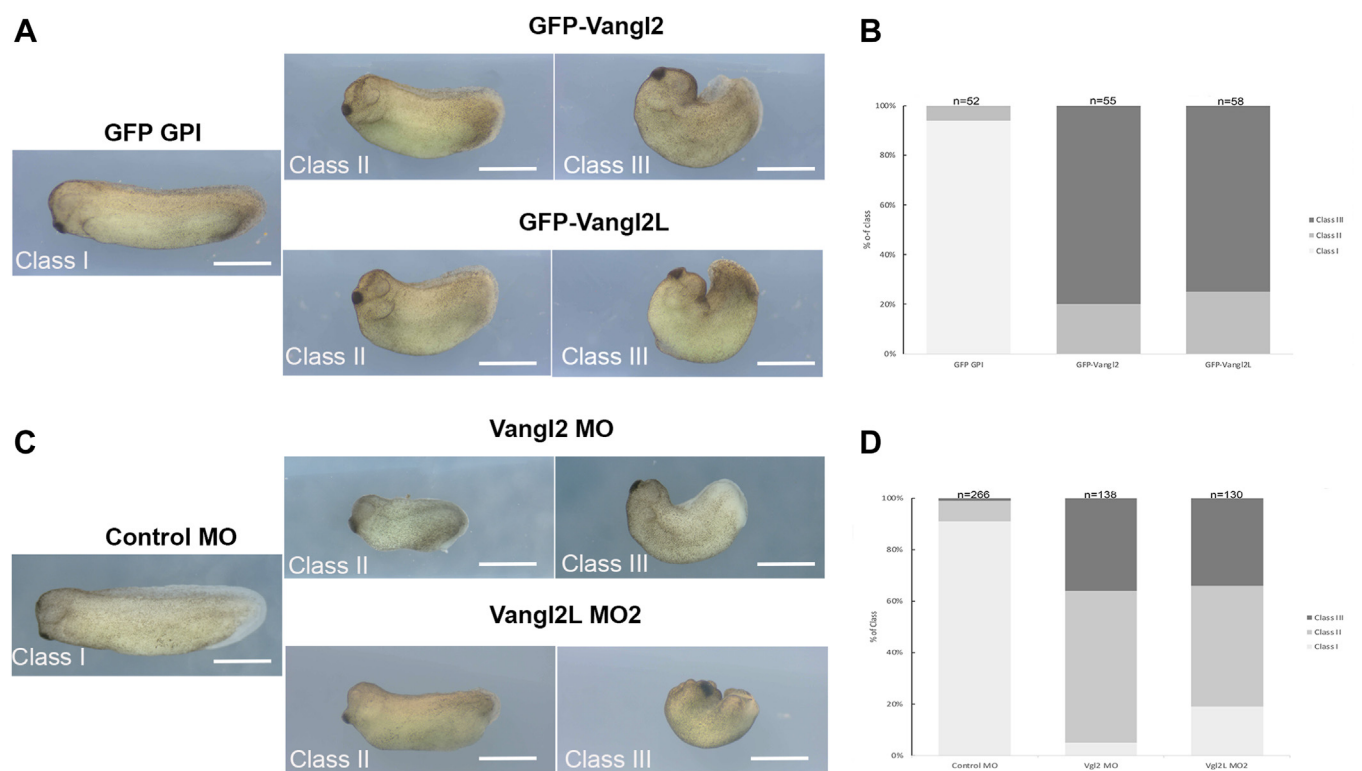 A
GFP-Vangl2
GFP GPI
Class I
Class II
Class III
GFP-Vangl2L
Class II
Class III
B
n=52
n=55
n=58
100%
80%
60%
40%
20%
0%
% o-f class
GFP GPI
GFP-Vangl2
GFP-Vangl2L
Class III
Class II
Class I
C
Vangl2 MO
Control MO
Class I
Class II
Class III
Vangl2L MO2
Class II
Class III
D
n=266
n=138
n=130
100%
80%
60%
40%
20%
0%
% of Class
Control MO
Vgl2 MO
Vgl2L MO2
Class III
Class II
Class I